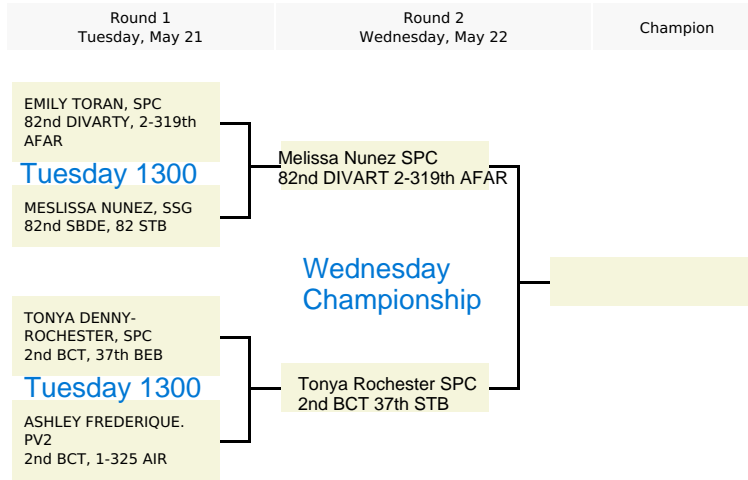 Round 1
Tuesday, May 21
Round 2
Wednesday, May 22
Champion
EMILY TORAN, SPC
82nd DIVARTY, 2-319th
AFAR
Tuesday 1300
MESLISSA NUNEZ, SSG
82nd SBDE, 82 STB
Melissa Nunez SPC
82nd DIVART 2-319th AFAR
Wednesday
Championship
TONYA DENNY-
ROCHESTER, SPC
2nd BCT, 37th BEB
Tuesday 1300
ASHLEY FREDERIQUE.
PV2
2nd BCT, 1-325 AIR
Tonya Rochester SPC
2nd BCT 37th STB